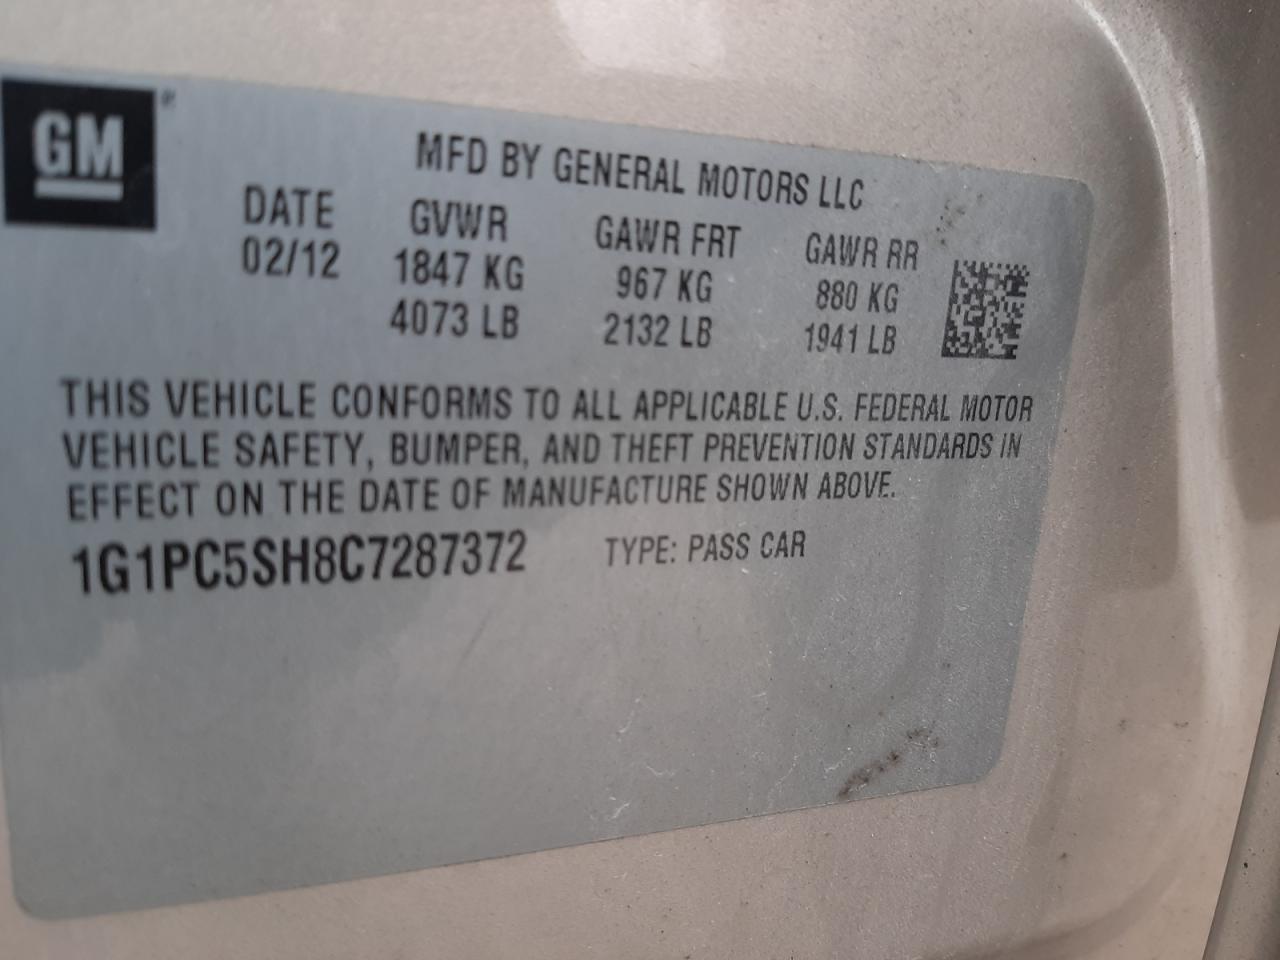 GM
MFD BY GENERAL MOTORS LLC
DATE GVWR GAWR FRT GAWR RR
02/12 1847 KG 967 KG 880 KG
4073 LB 2132 LB 1941 LB
THIS VEHICLE CONFORMS TO ALL APPLICABLE U.S. FEDERAL MOTOR
VEHICLE SAFETY, BUMPER, AND THEFT PREVENTION STANDARDS IN
EFFECT ON THE DATE OF MANUFACTURE SHOWN ABOVE.
1G1PC5SH8C7287372 TYPE: PASS CAR